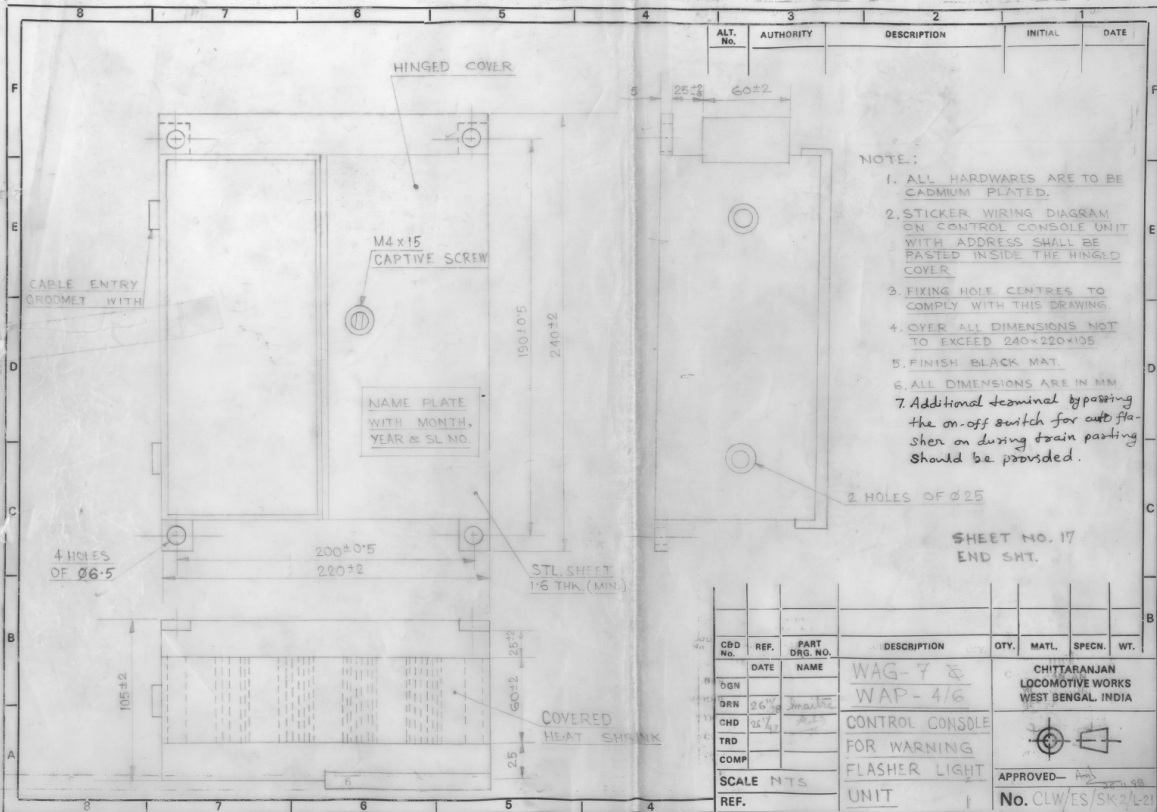 8 7 6 5 4 3 2 1
ALT. No. AUTHORITY DESCRIPTION INITIAL DATE
F
E
D
C
B
A
F
E
D
C
B
HINGED COVER
M4 x 15
CAPTIVE SCREW
CABLE ENTRY
GROOMET WITH
190±0·5
240±2
NAME PLATE
WITH MONTH,
YEAR & SL NO.
4 HOLES
OF Ø6·5
200±0·5
220±2
STL. SHEET
1·6 THK. (MIN.)
5 25±2 60±2
2 HOLES OF Ø25
105±2
25±2
60±2
25
COVERED
HEAT SHRINK
NOTE:
1. ALL HARDWARES ARE TO BE
CADMIUM PLATED.
2. STICKER WIRING DIAGRAM
ON CONTROL CONSOLE UNIT
WITH ADDRESS SHALL BE
PASTED INSIDE THE HINGED
COVER
3. FIXING HOLE CENTRES TO
COMPLY WITH THIS DRAWING.
4. OVER ALL DIMENSIONS NOT
TO EXCEED 240×220×105
5. FINISH BLACK MAT.
6. ALL DIMENSIONS ARE IN MM
7. Additional terminal bypassing
the on-off switch for auto fla-
sher on during train parting
should be provided.
SHEET NO. 17
END SHT.
C&D No. REF. PART DRG. NO. DESCRIPTION QTY. MATL. SPECN. WT.
DATE NAME
DGN
DRN
CHD
TRD
COMP
SCALE NTS
REF.
WAG-7 &
WAP-4/6
CONTROL CONSOLE
FOR WARNING
FLASHER LIGHT
UNIT
CHITTARANJAN
LOCOMOTIVE WORKS
WEST BENGAL. INDIA
APPROVED—
No. CLW/ES/SK-2/L-21
8 7 6 5 4